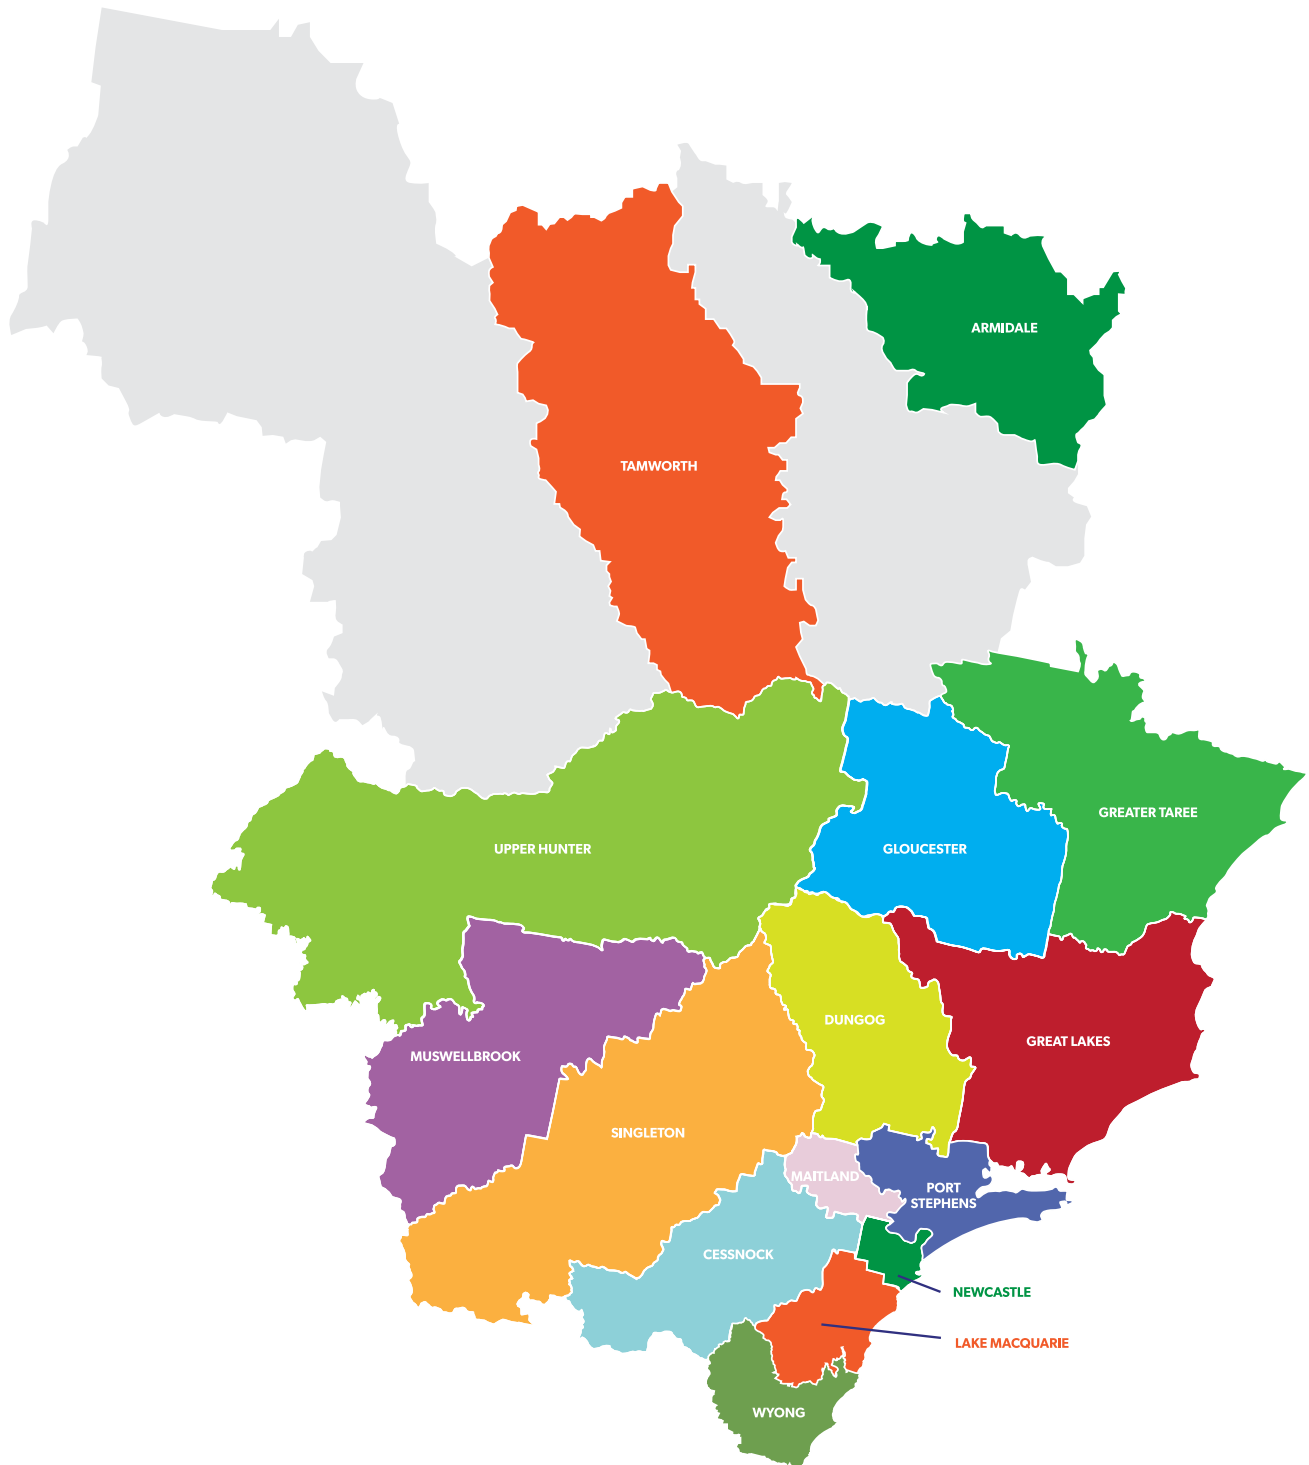 ARMIDALE
TAMWORTH
GREATER TAREE
UPPER HUNTER
GLOUCESTER
DUNGOG
GREAT LAKES
MUSWELLBROOK
SINGLETON
MAITLAND
PORT
STEPHENS
CESSNOCK
NEWCASTLE
LAKE MACQUARIE
WYONG